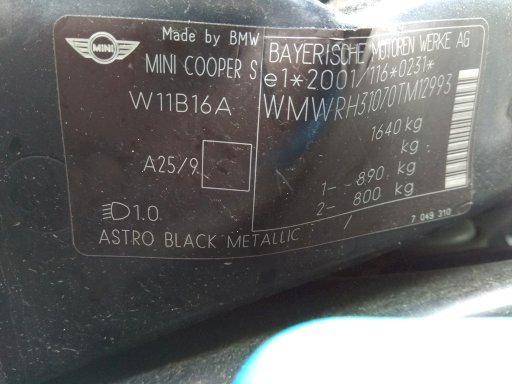 MINI
Made by BMW
MINI COOPER S
W11B16A
A25/9
1.0
ASTRO BLACK METALLIC
BAYERISCHE MOTOREN WERKE AG
e1*2001/116*0231*
WMWRH31070TM12993
1640 kg
kg
1- 890 kg
2- 800 kg
/
7 049 310